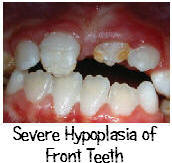 Severe Hypoplasia of
Front Teeth